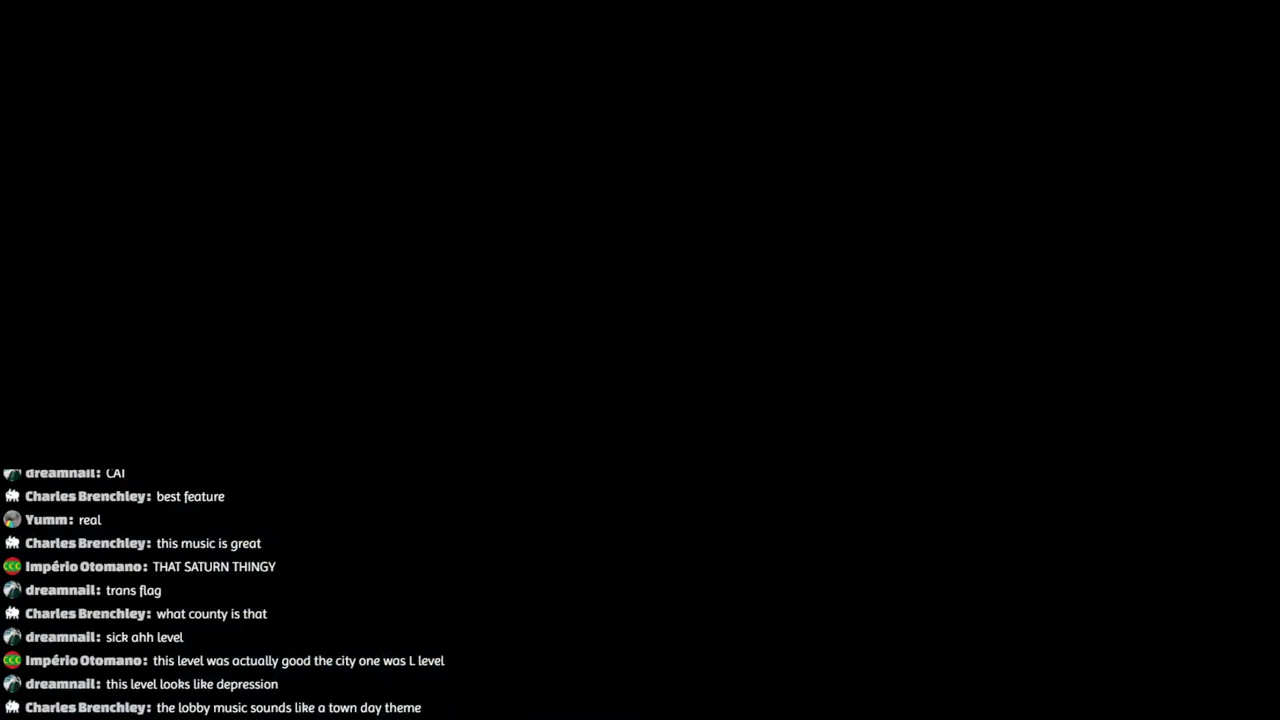 dreamnail: CAT
Charles Brenchley: best feature
Yumm: real
Charles Brenchley: this music is great
Império Otomano: THAT SATURN THINGY
dreamnail: trans flag
Charles Brenchley: what county is that
dreamnail: sick ahh level
Império Otomano: this level was actually good the city one was L level
dreamnail: this level looks like depression
Charles Brenchley: the lobby music sounds like a town day theme